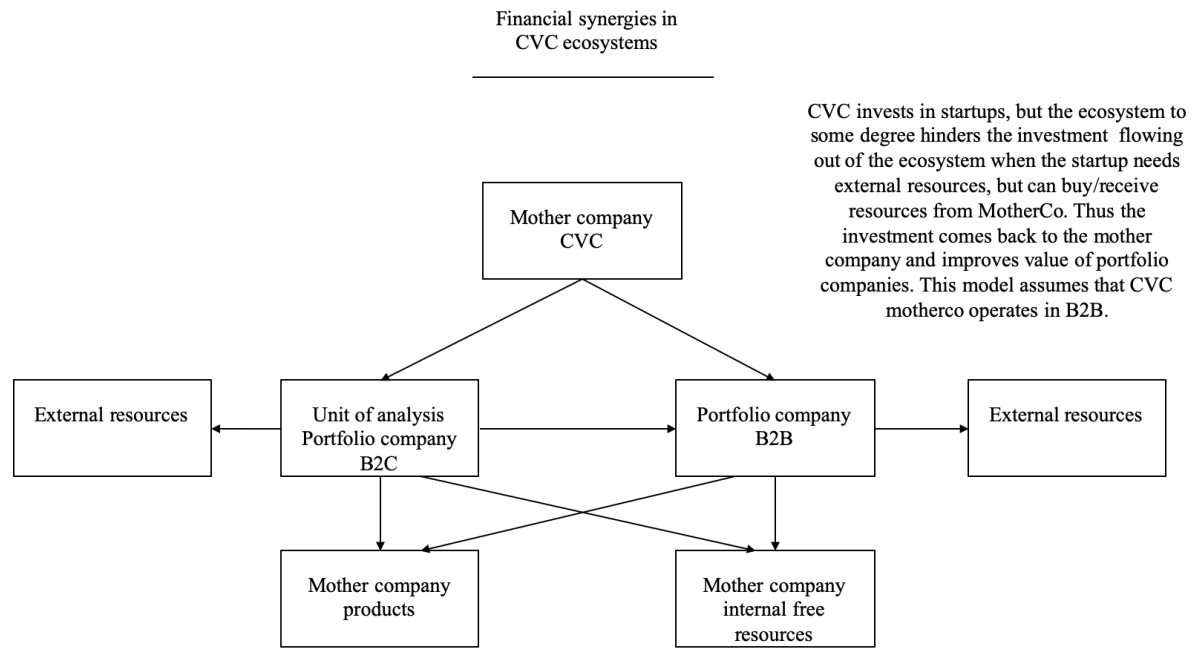 Financial synergies in
CVC ecosystems
CVC invests in startups, but the ecosystem to
some degree hinders the investment flowing
out of the ecosystem when the startup needs
external resources, but can buy/receive
resources from MotherCo. Thus the
investment comes back to the mother
company and improves value of portfolio
companies. This model assumes that CVC
motherco operates in B2B.
Mother company
CVC
External resources
Unit of analysis
Portfolio company
B2C
Portfolio company
B2B
External resources
Mother company
products
Mother company
internal free
resources